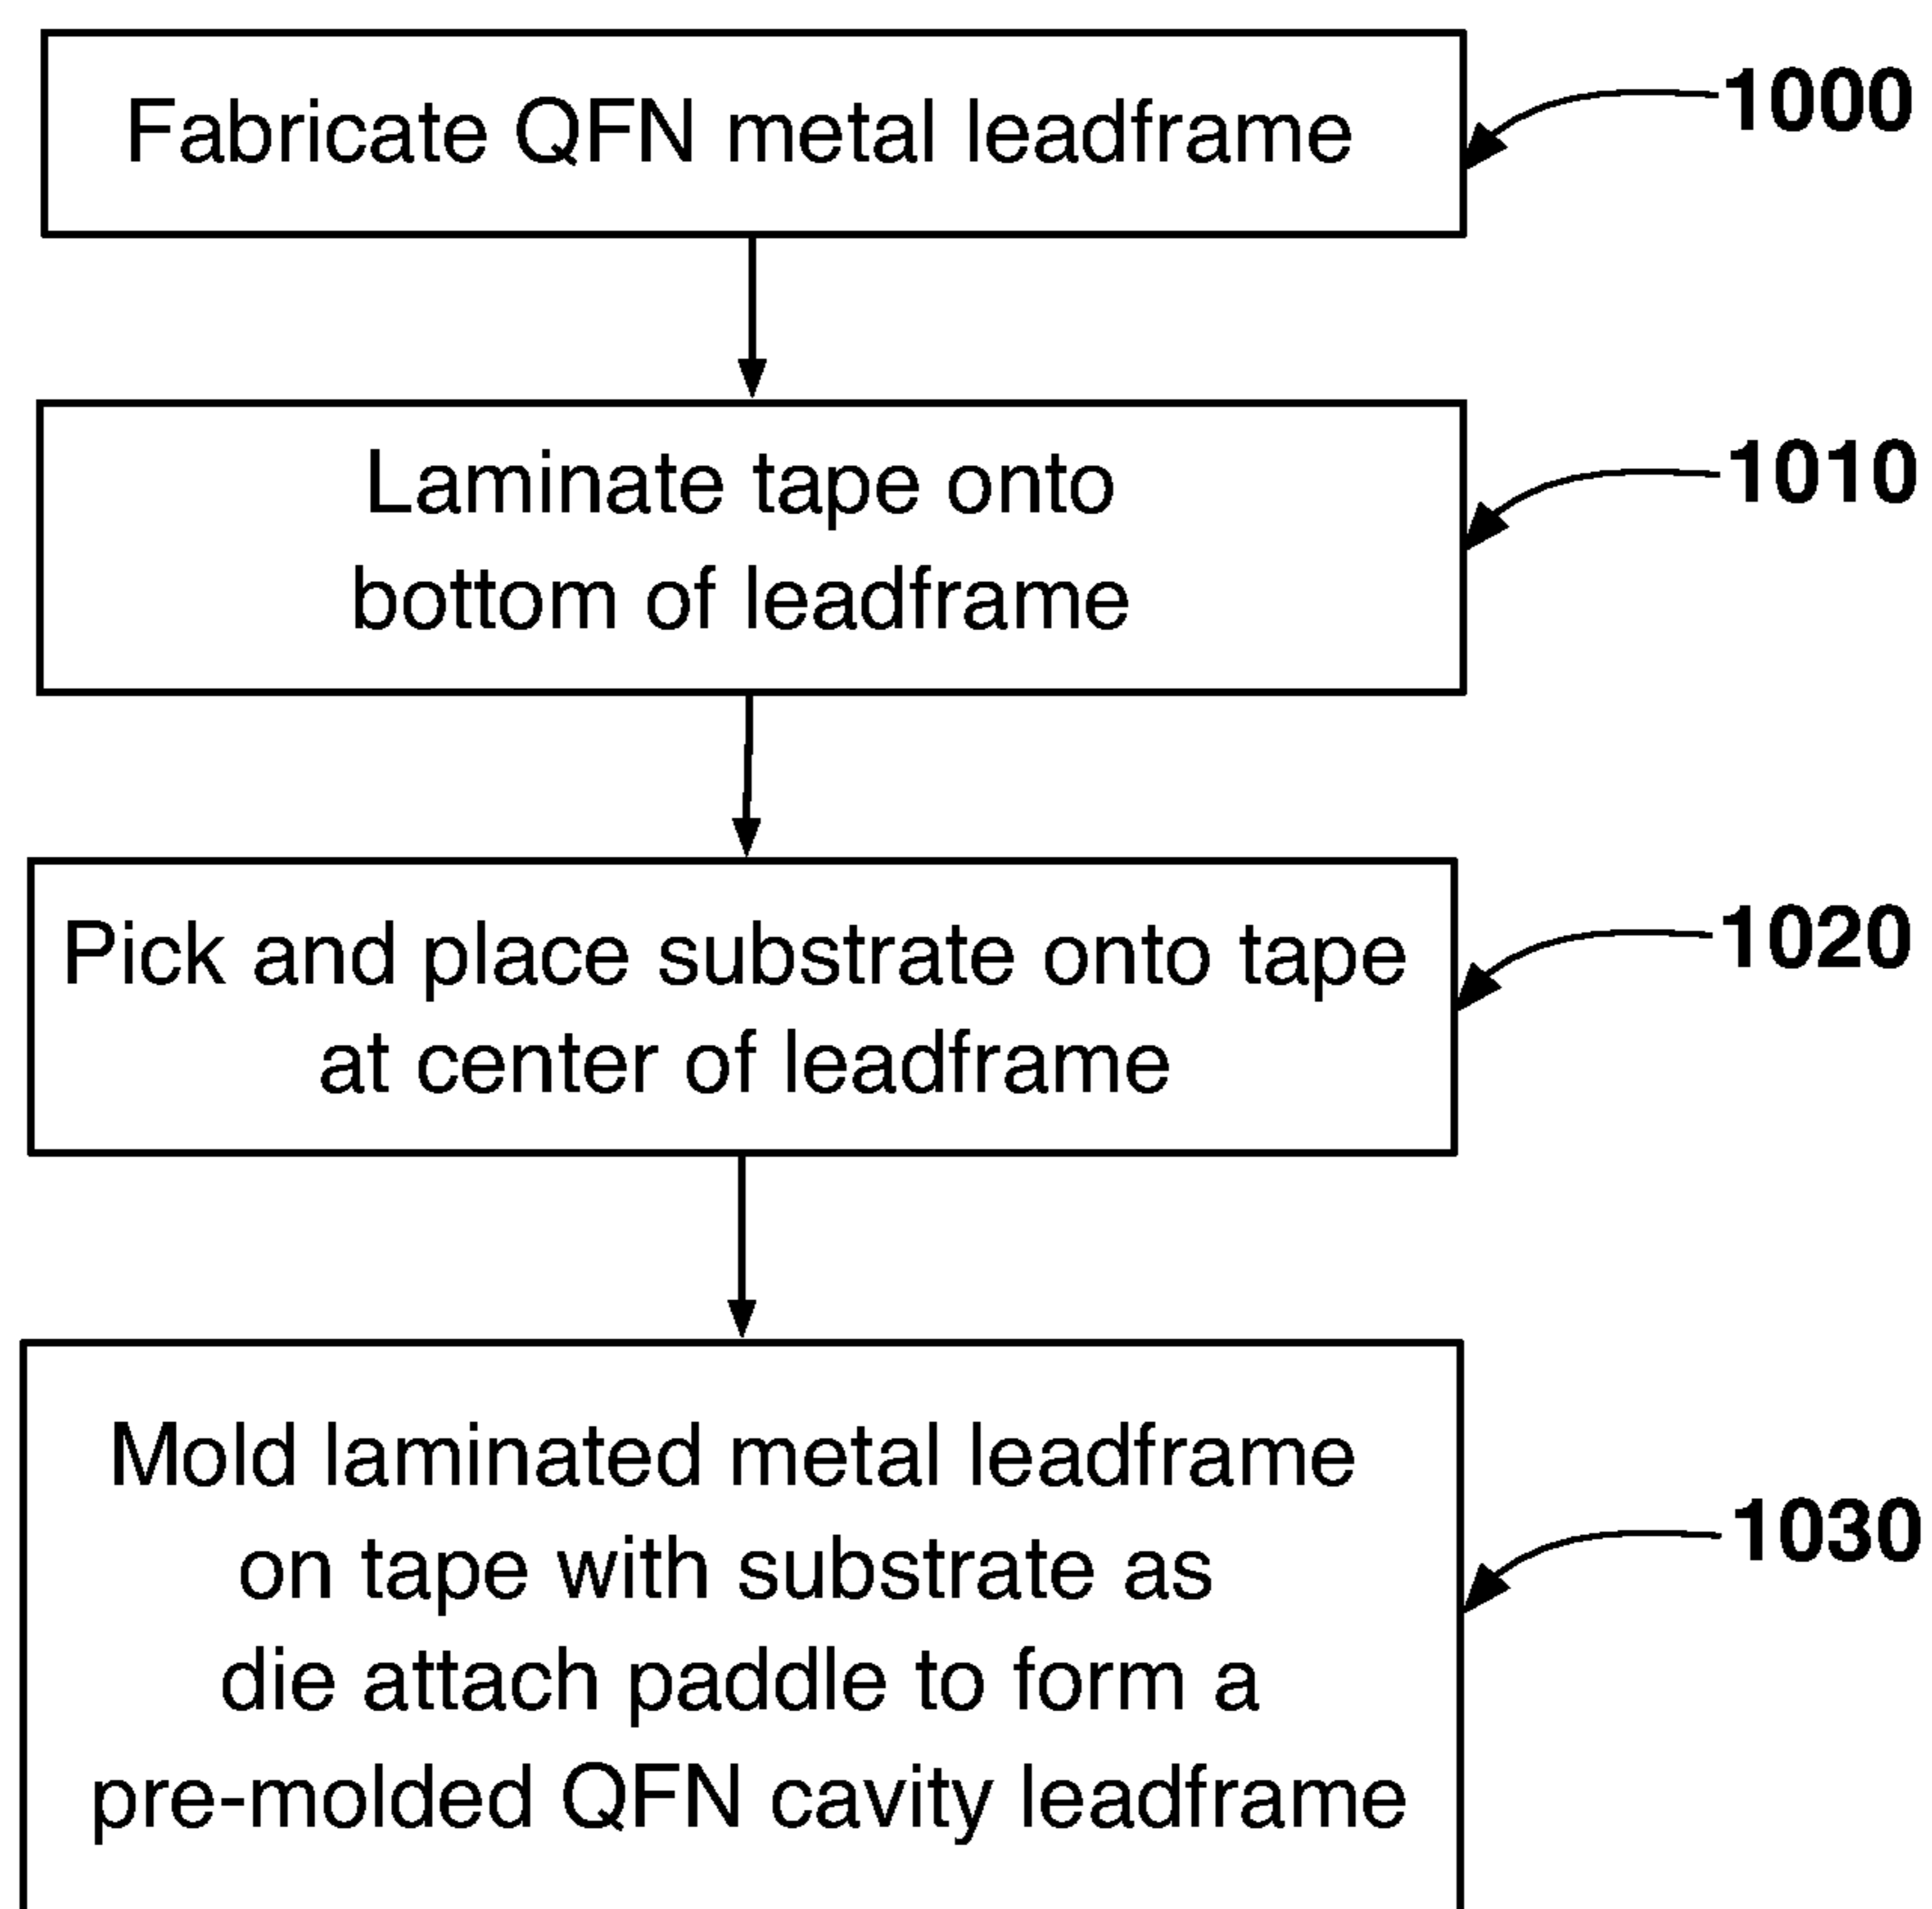 Fabricate QFN metal leadframe
1000
Laminate tape onto
bottom of leadframe
1010
Pick and place substrate onto tape
at center of leadframe
1020
Mold laminated metal leadframe
on tape with substrate as
die attach paddle to form a
pre-molded QFN cavity leadframe
1030